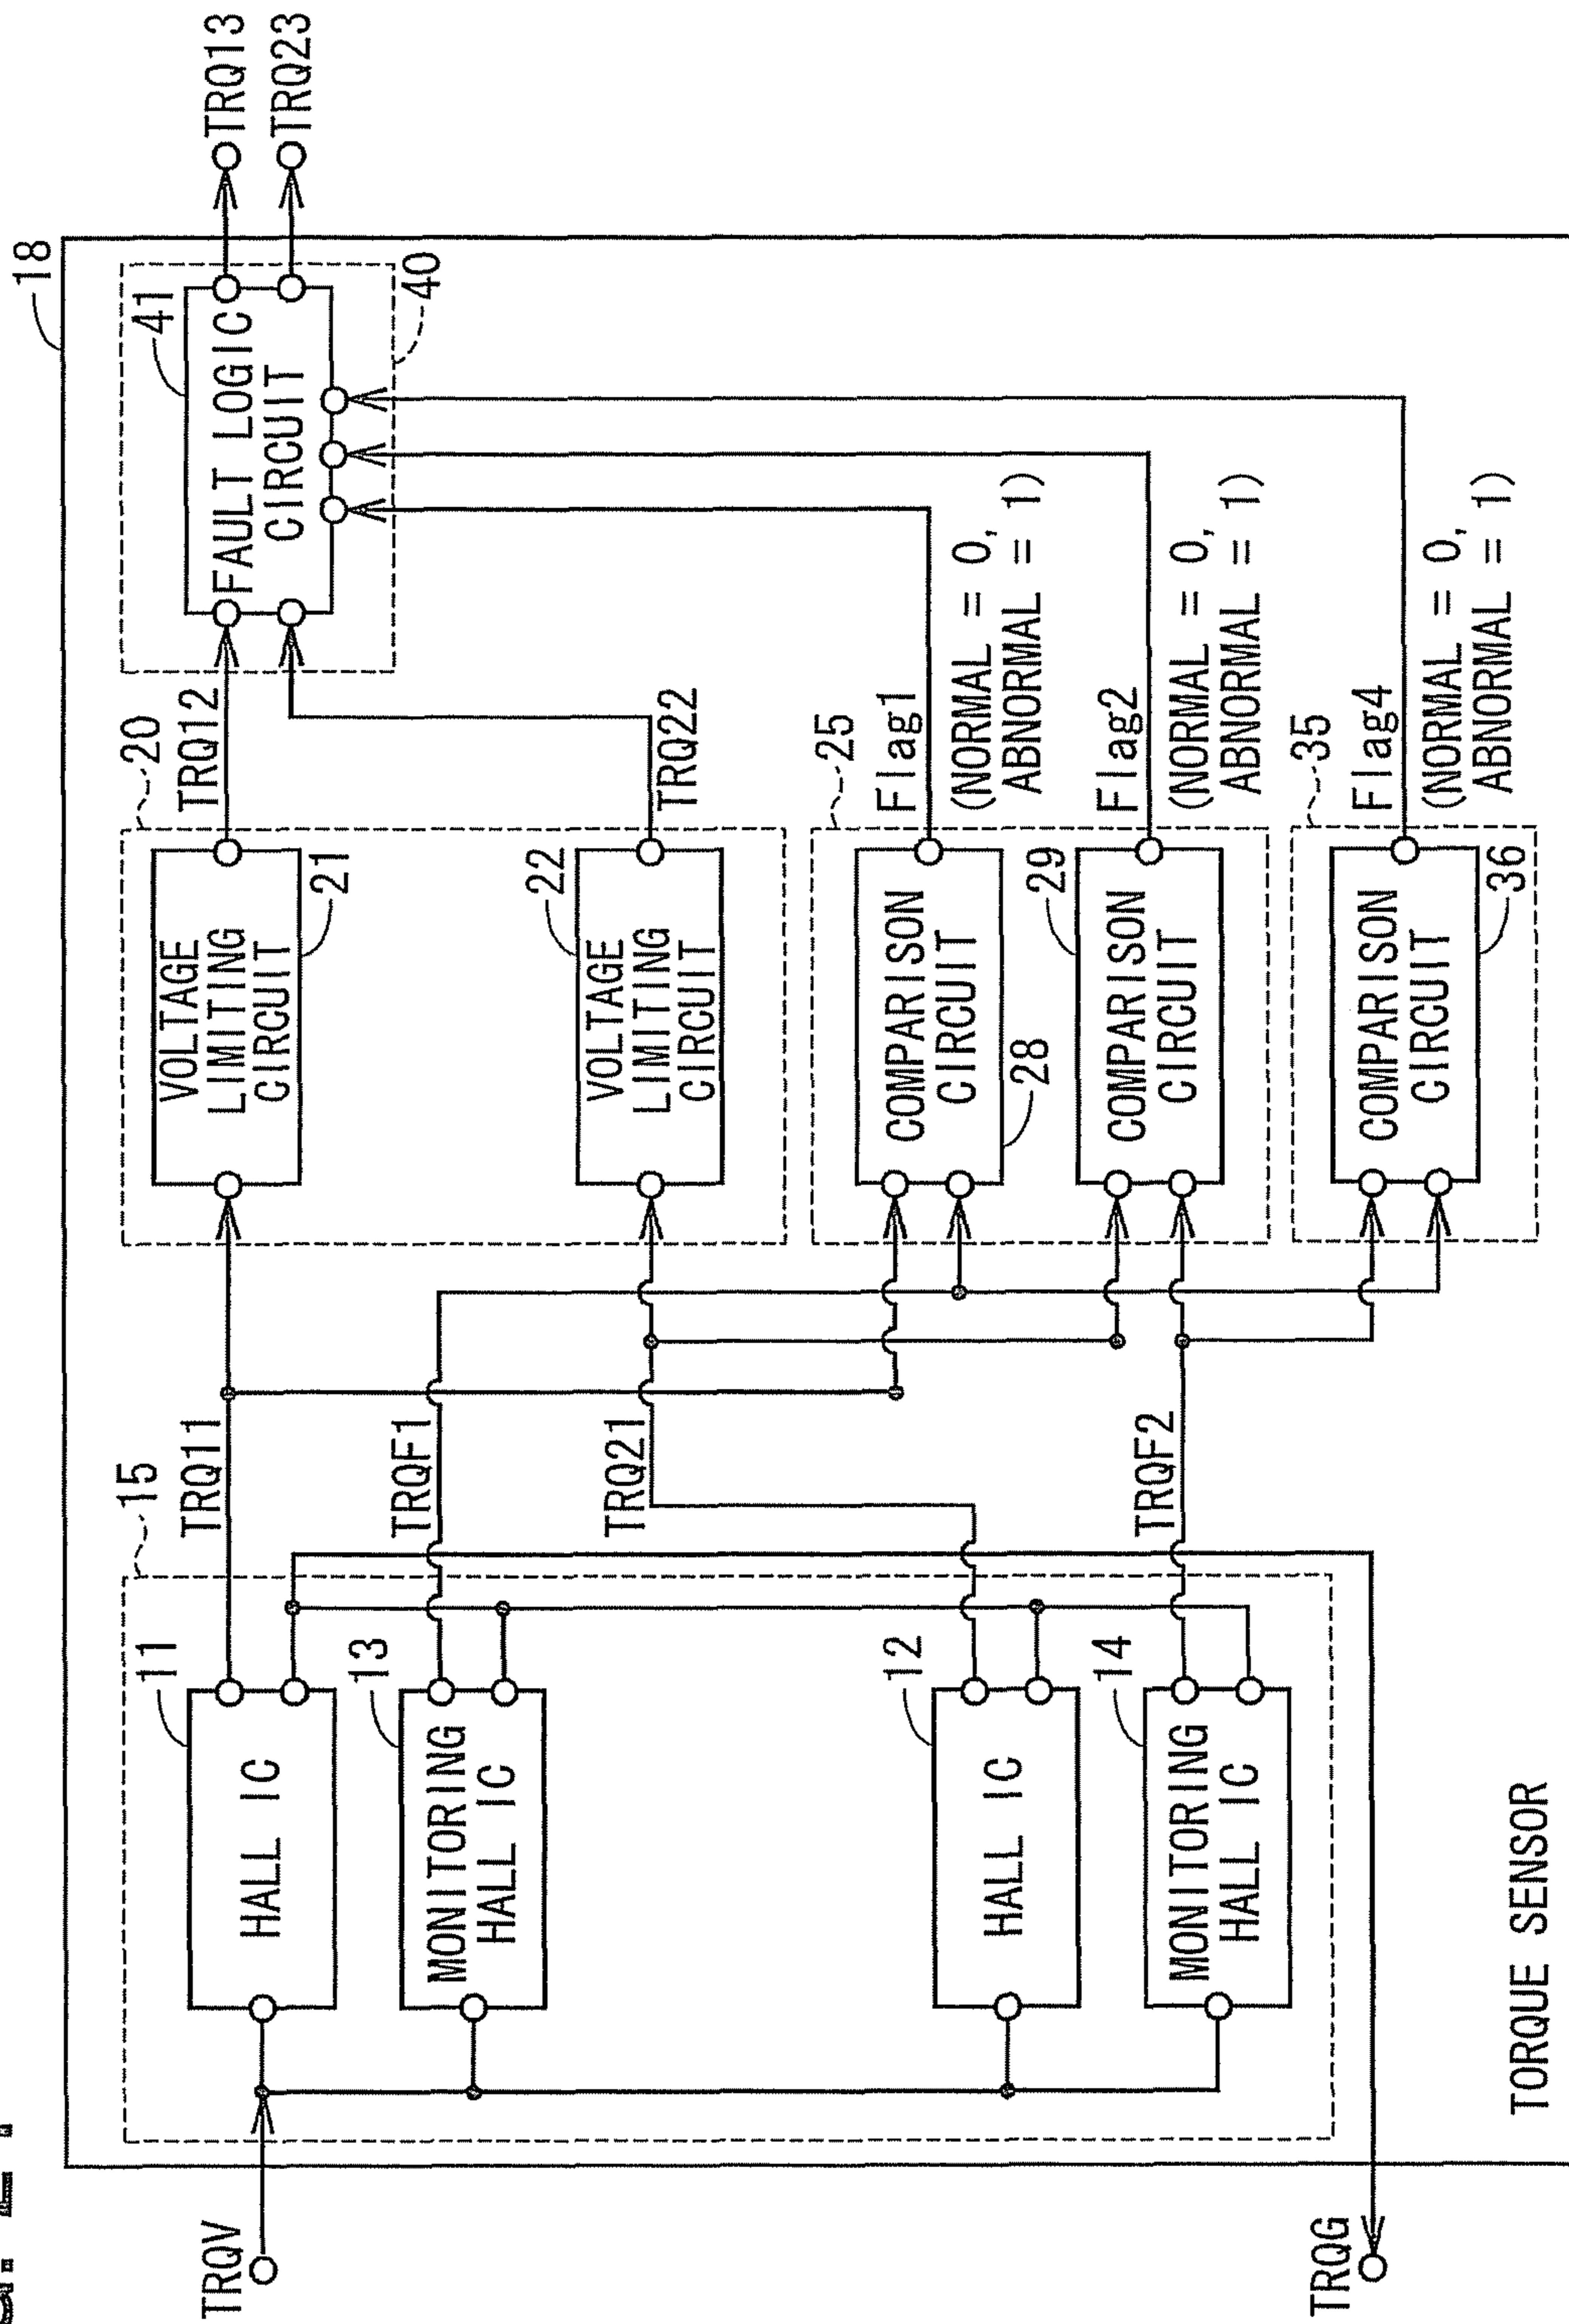 18
TRQ13
TRQ23
41
FAULT LOGIC
CIRCUIT
40
TRQ12
20
VOLTAGE
LIMITING
CIRCUIT
21
TRQ22
22
VOLTAGE
LIMITING
CIRCUIT
25
Flag1
(NORMAL = 0,
ABNORMAL = 1)
COMPARISON
CIRCUIT
28
Flag2
(NORMAL = 0,
ABNORMAL = 1)
29
COMPARISON
CIRCUIT
35
Flag4
(NORMAL = 0,
ABNORMAL = 1)
COMPARISON
CIRCUIT
36
15
TRQ11
TRQF1
TRQ21
TRQF2
11
HALL IC
13
MONITORING
HALL IC
12
HALL IC
14
MONITORING
HALL IC
TRQV
TRQG
TORQUE SENSOR